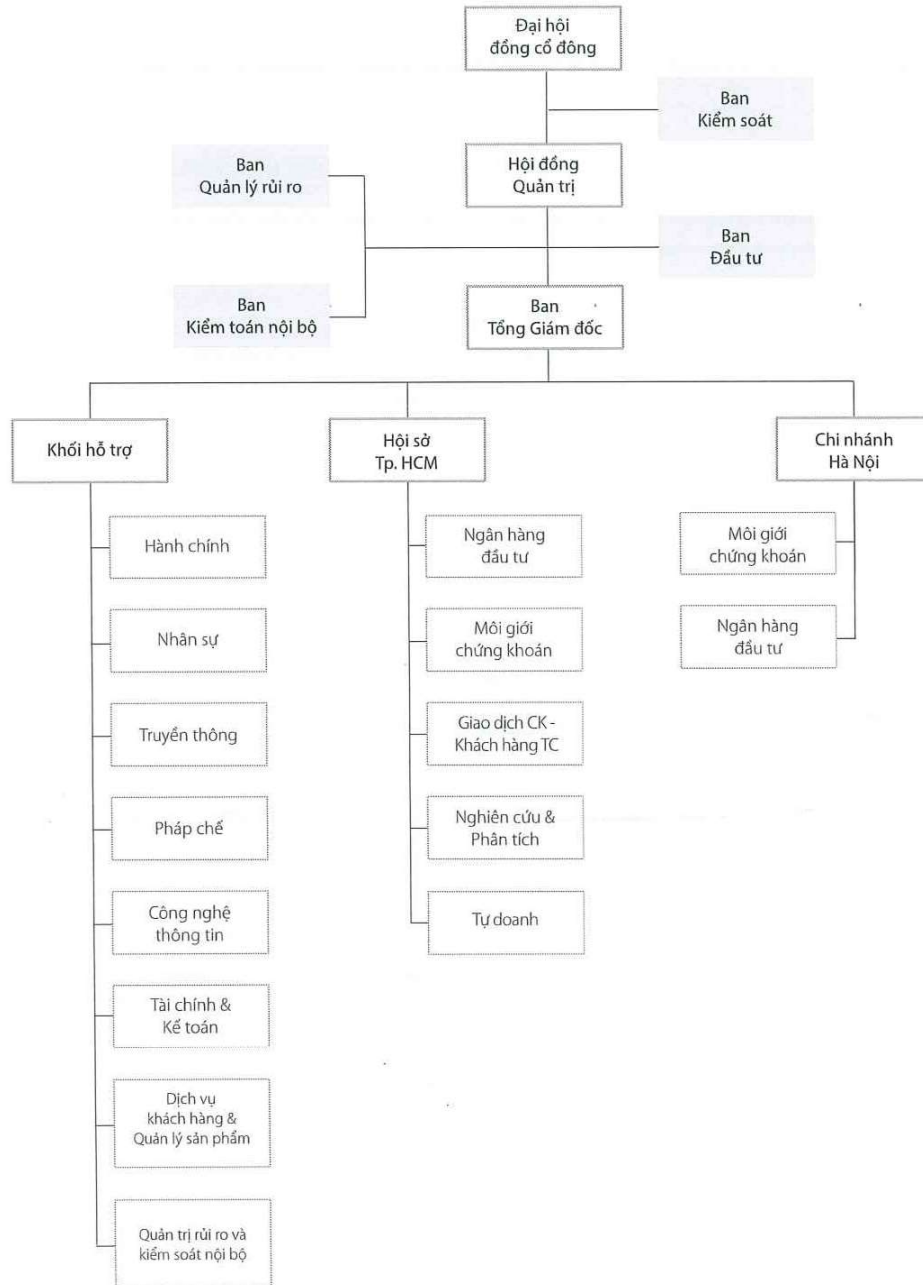 Đại hội
đồng cổ đông
Ban
Kiểm soát
Hội đồng
Quản trị
Ban
Quản lý rủi ro
Ban
Đầu tư
Ban
Kiểm toán nội bộ
Ban
Tổng Giám đốc
Khối hỗ trợ
Hành chính
Nhân sự
Truyền thông
Pháp chế
Công nghệ
thông tin
Tài chính &
Kế toán
Dịch vụ
khách hàng &
Quản lý sản phẩm
Quản trị rủi ro và
kiểm soát nội bộ
Hội sở
Tp. HCM
Ngân hàng
đầu tư
Môi giới
chứng khoán
Giao dịch CK -
Khách hàng TC
Nghiên cứu &
Phân tích
Tự doanh
Chi nhánh
Hà Nội
Môi giới
chứng khoán
Ngân hàng
đầu tư